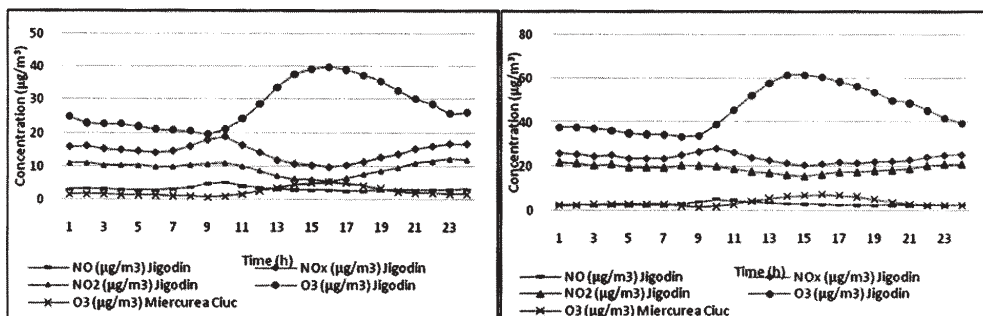 Concentration (µg/m³)
50
40
30
20
10
0
1 3 5 7 9 11 13 15 17 19 21 23
Time (h)
NO (µg/m3) Jigodin
NOx (µg/m3) Jigodin
NO2 (µg/m3) Jigodin
O3 (µg/m3) Jigodin
O3 (µg/m3) Miercurea Ciuc
Concentration (µg/m³)
80
60
40
20
0
1 3 5 7 9 11 13 15 17 19 21 23
Time (h)
NO (µg/m3) Jigodin
NOx (µg/m3) Jigodin
NO2 (µg/m3) Jigodin
O3 (µg/m3) Jigodin
O3 (µg/m3) Miercurea Ciuc